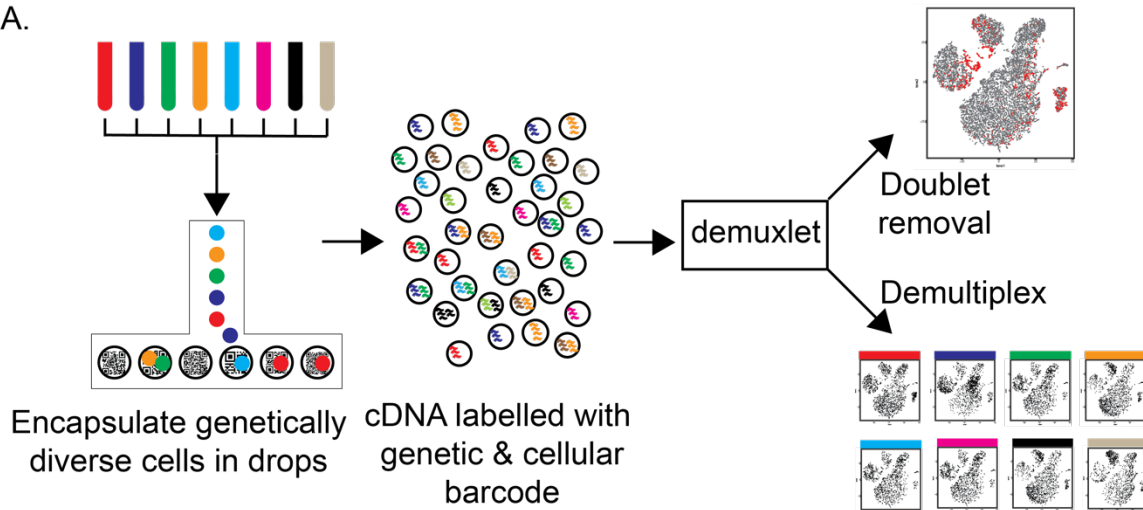 A.
Encapsulate genetically
diverse cells in drops
cDNA labelled with
genetic & cellular
barcode
demuxlet
Doublet
removal
Demultiplex